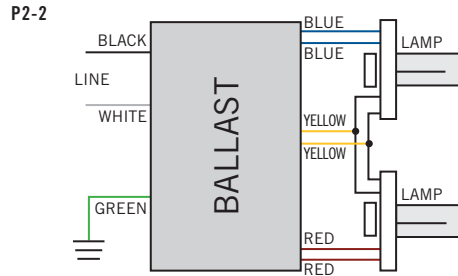 P2-2
BLUE
BLACK
BLUE
LAMP
LINE
WHITE
BALLAST
YELLOW
YELLOW
GREEN
LAMP
RED
RED